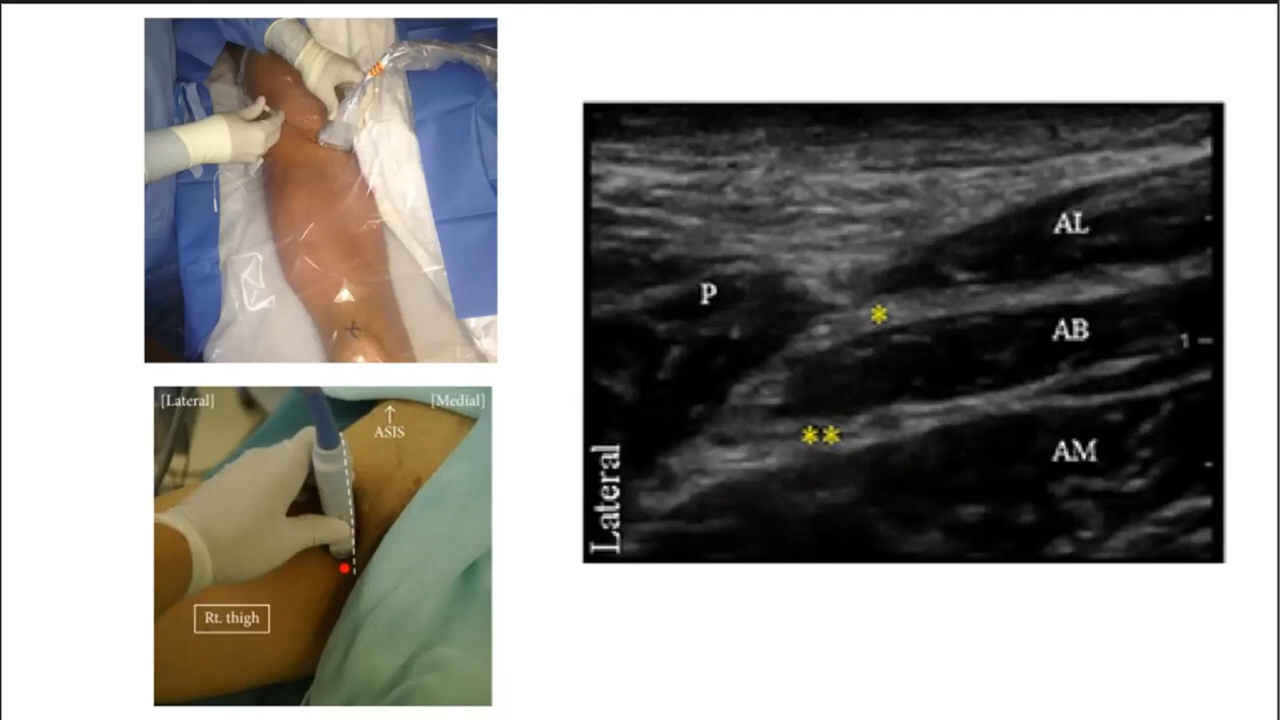 [Lateral]
[Medial]
↑
ASIS
Rt. thigh
AL
P
*
AB
1
**
AM
Lateral